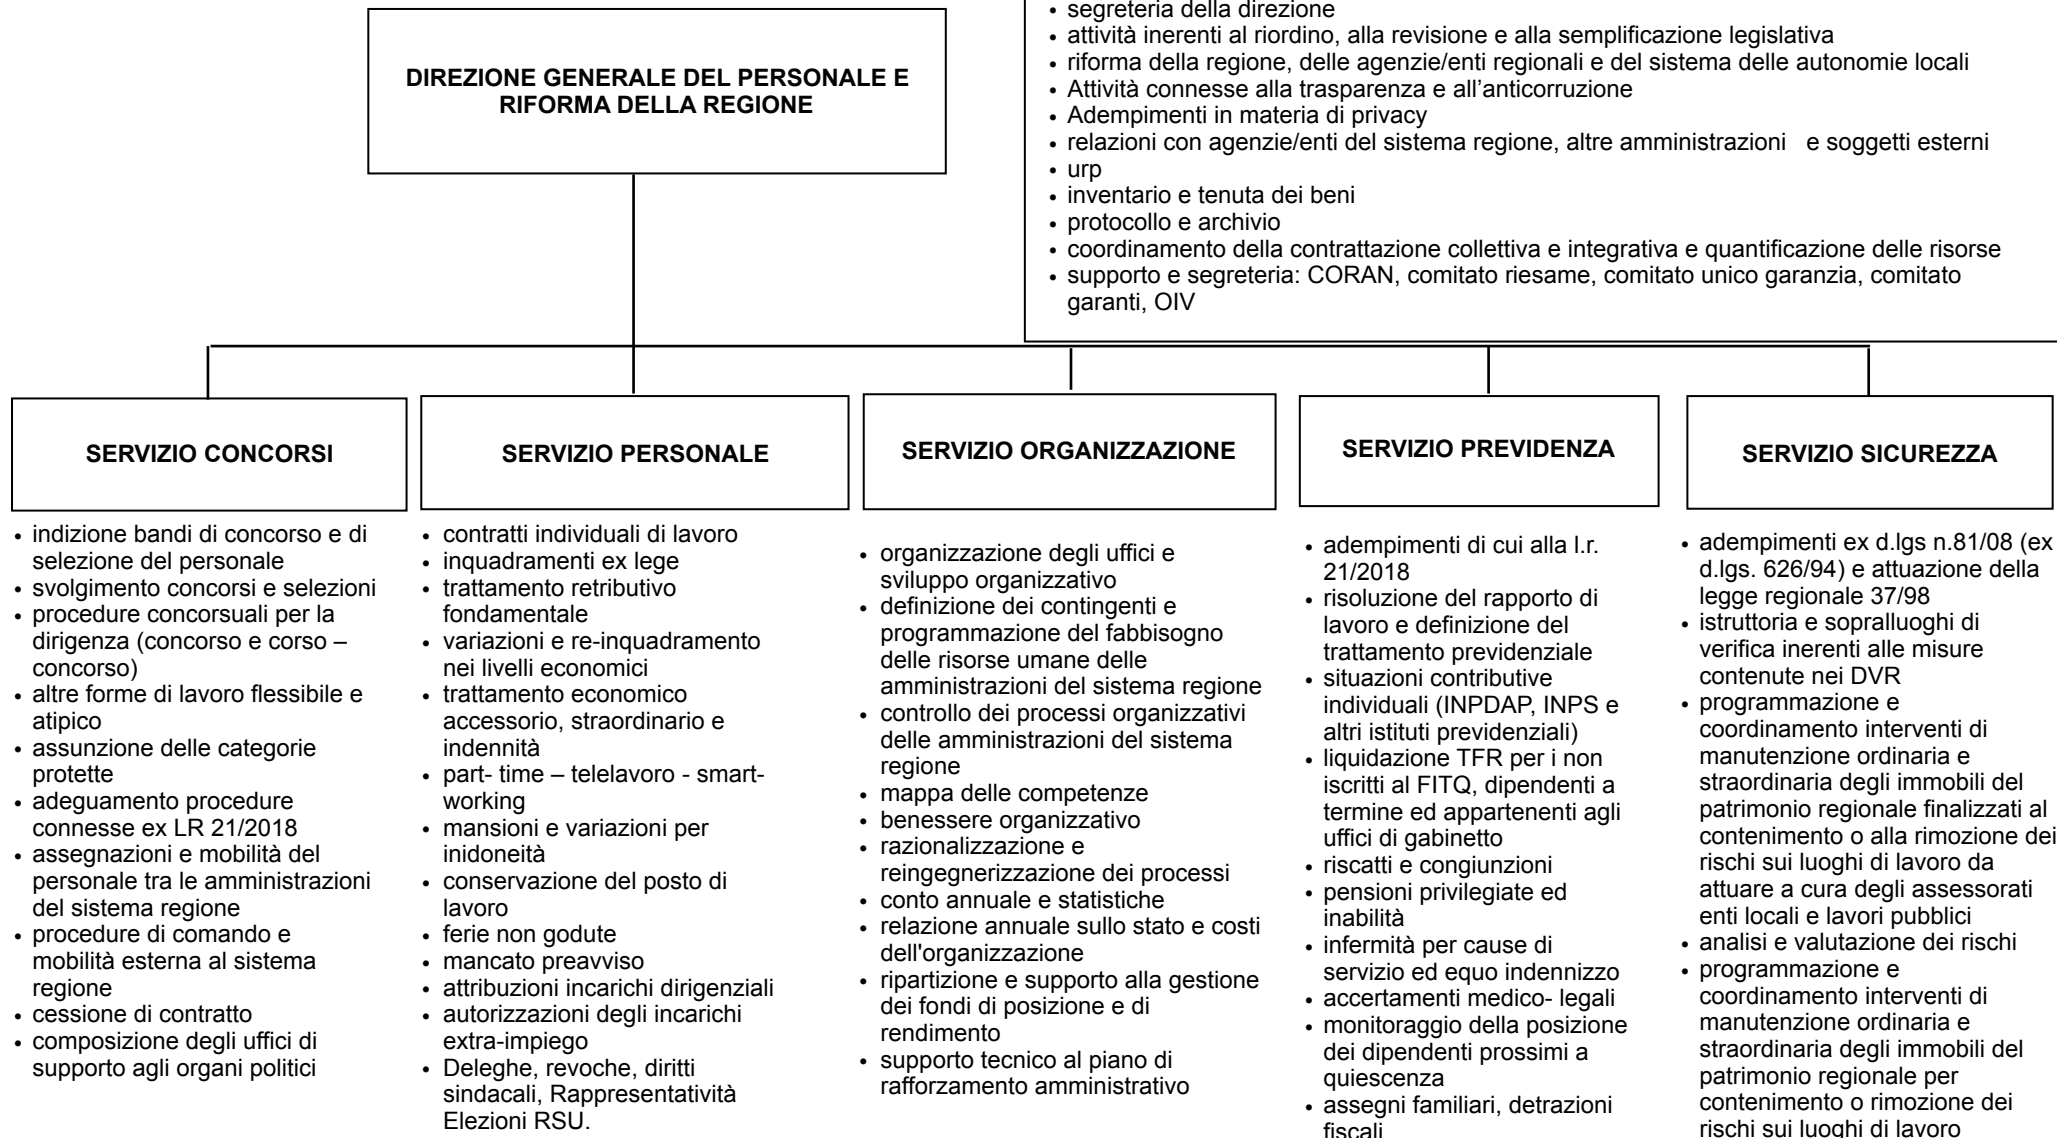 DIREZIONE GENERALE DEL PERSONALE E
RIFORMA DELLA REGIONE
• segreteria della direzione
• attività inerenti al riordino, alla revisione e alla semplificazione legislativa
• riforma della regione, delle agenzie/enti regionali e del sistema delle autonomie locali
• Attività connesse alla trasparenza e all’anticorruzione
• Adempimenti in materia di privacy
• relazioni con agenzie/enti del sistema regione, altre amministrazioni e soggetti esterni
• urp
• inventario e tenuta dei beni
• protocollo e archivio
• coordinamento della contrattazione collettiva e integrativa e quantificazione delle risorse
• supporto e segreteria: CORAN, comitato riesame, comitato unico garanzia, comitato
garanti, OIV
SERVIZIO CONCORSI
• indizione bandi di concorso e di
selezione del personale
• svolgimento concorsi e selezioni
• procedure concorsuali per la
dirigenza (concorso e corso –
concorso)
• altre forme di lavoro flessibile e
atipico
• assunzione delle categorie
protette
• adeguamento procedure
connesse ex LR 21/2018
• assegnazioni e mobilità del
personale tra le amministrazioni
del sistema regione
• procedure di comando e
mobilità esterna al sistema
regione
• cessione di contratto
• composizione degli uffici di
supporto agli organi politici
SERVIZIO PERSONALE
• contratti individuali di lavoro
• inquadramenti ex lege
• trattamento retributivo
fondamentale
• variazioni e re-inquadramento
nei livelli economici
• trattamento economico
accessorio, straordinario e
indennità
• part- time – telelavoro - smart-
working
• mansioni e variazioni per
inidoneità
• conservazione del posto di
lavoro
• ferie non godute
• mancato preavviso
• attribuzioni incarichi dirigenziali
• autorizzazioni degli incarichi
extra-impiego
• Deleghe, revoche, diritti
sindacali, Rappresentatività
Elezioni RSU.
SERVIZIO ORGANIZZAZIONE
• organizzazione degli uffici e
sviluppo organizzativo
• definizione dei contingenti e
programmazione del fabbisogno
delle risorse umane delle
amministrazioni del sistema regione
• controllo dei processi organizzativi
delle amministrazioni del sistema
regione
• mappa delle competenze
• benessere organizzativo
• razionalizzazione e
reingegnerizzazione dei processi
• conto annuale e statistiche
• relazione annuale sullo stato e costi
dell'organizzazione
• ripartizione e supporto alla gestione
dei fondi di posizione e di
rendimento
• supporto tecnico al piano di
rafforzamento amministrativo
SERVIZIO PREVIDENZA
• adempimenti di cui alla l.r.
21/2018
• risoluzione del rapporto di
lavoro e definizione del
trattamento previdenziale
• situazioni contributive
individuali (INPDAP, INPS e
altri istituti previdenziali)
• liquidazione TFR per i non
iscritti al FITQ, dipendenti a
termine ed appartenenti agli
uffici di gabinetto
• riscatti e congiunzioni
• pensioni privilegiate ed
inabilità
• infermità per cause di
servizio ed equo indennizzo
• accertamenti medico- legali
• monitoraggio della posizione
dei dipendenti prossimi a
quiescenza
• assegni familiari, detrazioni
fiscali
SERVIZIO SICUREZZA
• adempimenti ex d.lgs n.81/08 (ex
d.lgs. 626/94) e attuazione della
legge regionale 37/98
• istruttoria e sopralluoghi di
verifica inerenti alle misure
contenute nei DVR
• programmazione e
coordinamento interventi di
manutenzione ordinaria e
straordinaria degli immobili del
patrimonio regionale finalizzati al
contenimento o alla rimozione dei
rischi sui luoghi di lavoro da
attuare a cura degli assessorati
enti locali e lavori pubblici
• analisi e valutazione dei rischi
• programmazione e
coordinamento interventi di
manutenzione ordinaria e
straordinaria degli immobili del
patrimonio regionale per
contenimento o rimozione dei
rischi sui luoghi di lavoro